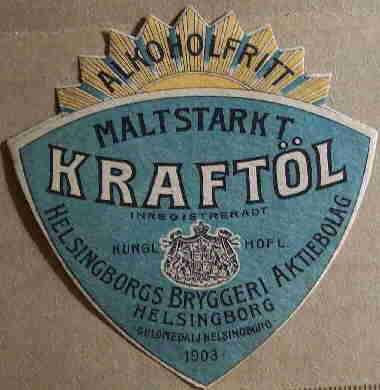 ALKOHOLFRITT
MALTSTARKT
KRAFTÖL
INREGISTRERADT
KUNGL. HOFL.
HELSINGBORGS BRYGGERI AKTIEBOLAG
HELSINGBORG
GULDMEDALJ HELSINGBORG
1903